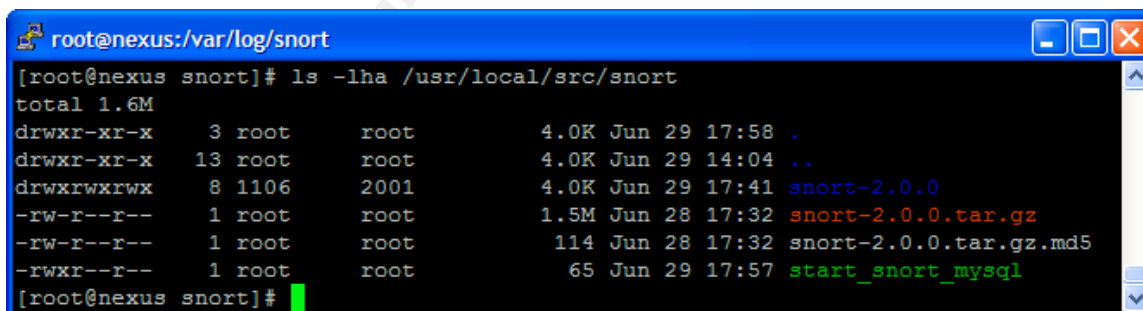 root@nexus:/var/log/snort
[root@nexus snort]# ls -lha /usr/local/src/snort
total 1.6M
drwxr-xr-x 3 root root 4.0K Jun 29 17:58 .
drwxr-xr-x 13 root root 4.0K Jun 29 14:04 ..
drwxrwxrwx 8 1106 2001 4.0K Jun 29 17:41 snort-2.0.0
-rw-r--r-- 1 root root 1.5M Jun 28 17:32 snort-2.0.0.tar.gz
-rw-r--r-- 1 root root 114 Jun 28 17:32 snort-2.0.0.tar.gz.md5
-rwxr--r-- 1 root root 65 Jun 29 17:57 start_snort_mysql
[root@nexus snort]#